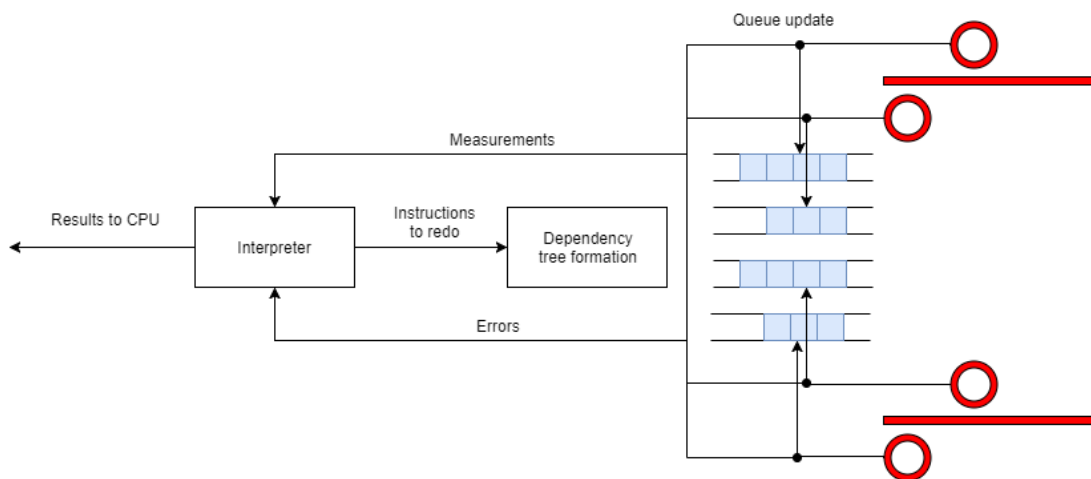 Queue update
Measurements
Results to CPU
Instructions
to redo
Interpreter
Dependency
tree formation
Errors